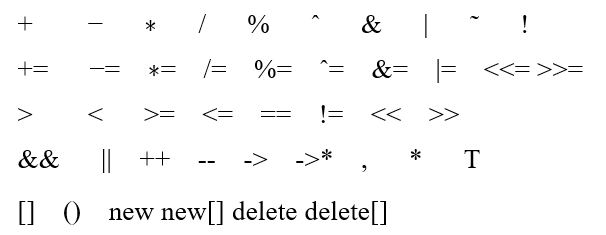 + − * / % ˆ & | ˜ !
+= −= *= /= %= ˆ= &= |= <<= >>=
> < >= <= == != << >>
&& || ++ -- -> ->* , * T
[] () new new[] delete delete[]